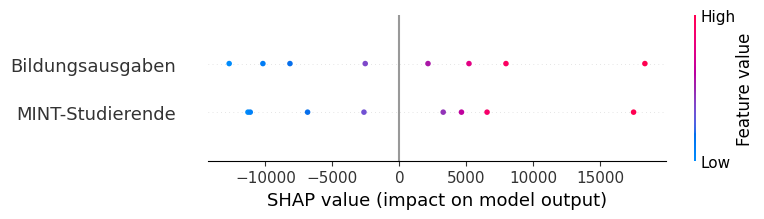 High
Bildungsausgaben
MINT-Studierende
Feature value
Low
−10000 −5000 0 5000 10000 15000
SHAP value (impact on model output)